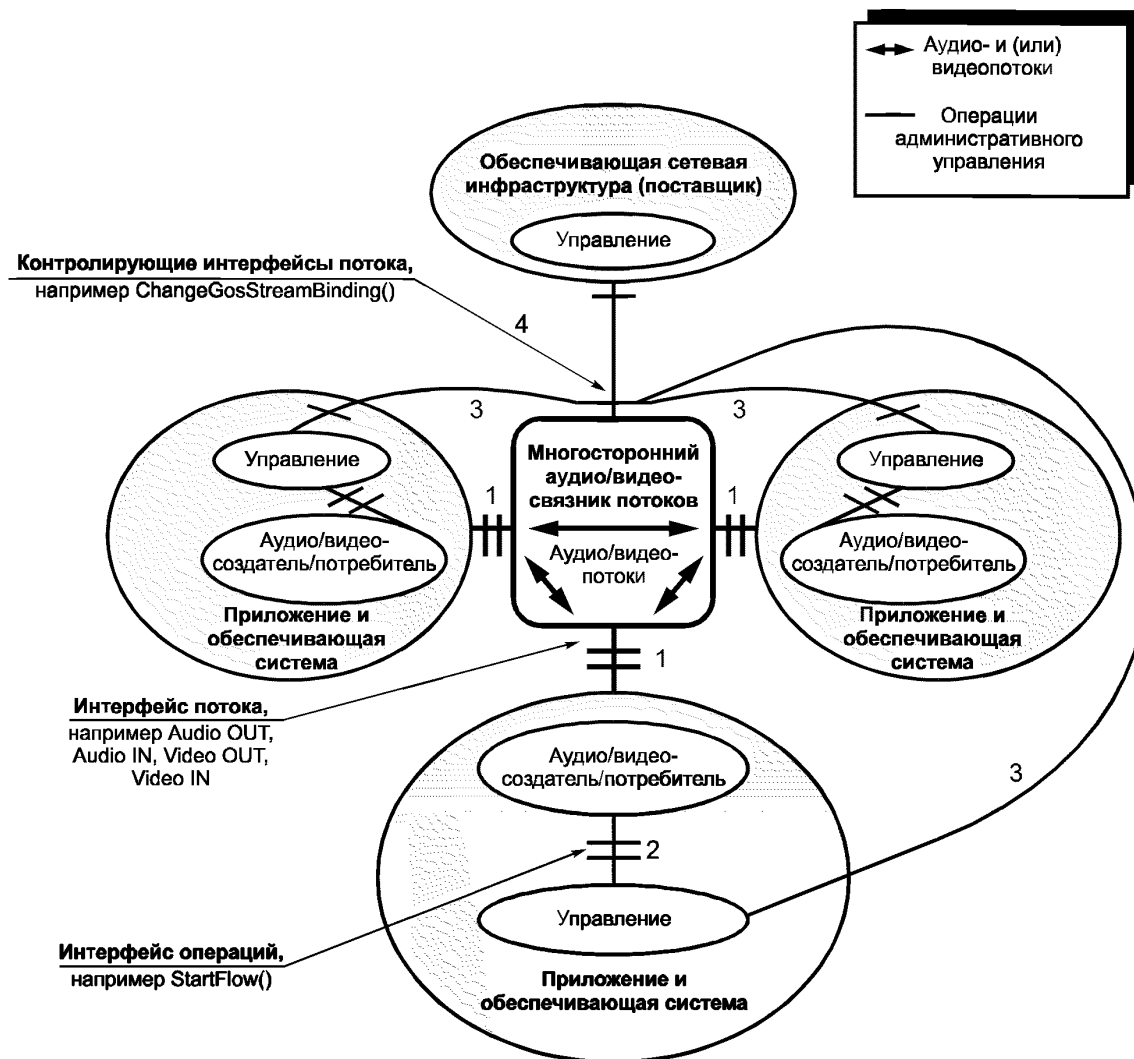 Аудио- и (или)
видеопотоки
Операции
административного
управления
Обеспечивающая сетевая
инфраструктура (поставщик)
Управление
Контролирующие интерфейсы потока,
например ChangeGosStreamBinding()
4
3
3
Управление
Многосторонний
аудио/видео-
связник потоков
Управление
1
1
Аудио/видео-
создатель/потребитель
Аудио/видео-
потоки
Аудио/видео-
создатель/потребитель
Приложение и
обеспечивающая
система
Приложение и
обеспечивающая
система
1
Интерфейс потока,
например Audio OUT,
Audio IN, Video OUT,
Video IN
Аудио/видео-
создатель/потребитель
3
2
Управление
Интерфейс операций,
например StartFlow()
Приложение и
обеспечивающая система